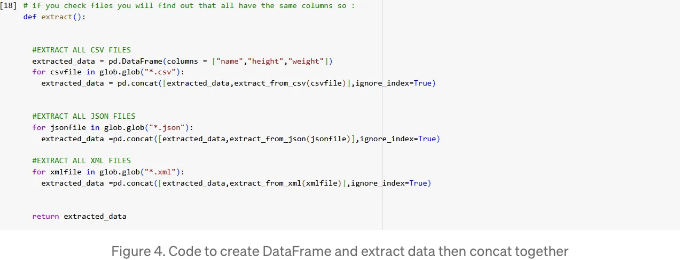 [18] # if you check files you will find out that all have the same columns so :
def extract():
#EXTRACT ALL CSV FILES
extracted_data = pd.DataFrame(columns = ["name","height","weight"])
for csvfile in glob.glob("*.csv"):
extracted_data = pd.concat([extracted_data,extract_from_csv(csvfile)],ignore_index=True)
#EXTRACT ALL JSON FILES
for jsonfile in glob.glob("*.json"):
extracted_data =pd.concat([extracted_data,extract_from_json(jsonfile)],ignore_index=True)
#EXTRACT ALL XML FILES
for xmlfile in glob.glob("*.xml"):
extracted_data =pd.concat([extracted_data,extract_from_xml(xmlfile)],ignore_index=True)
return extracted_data
Figure 4. Code to create DataFrame and extract data then concat together